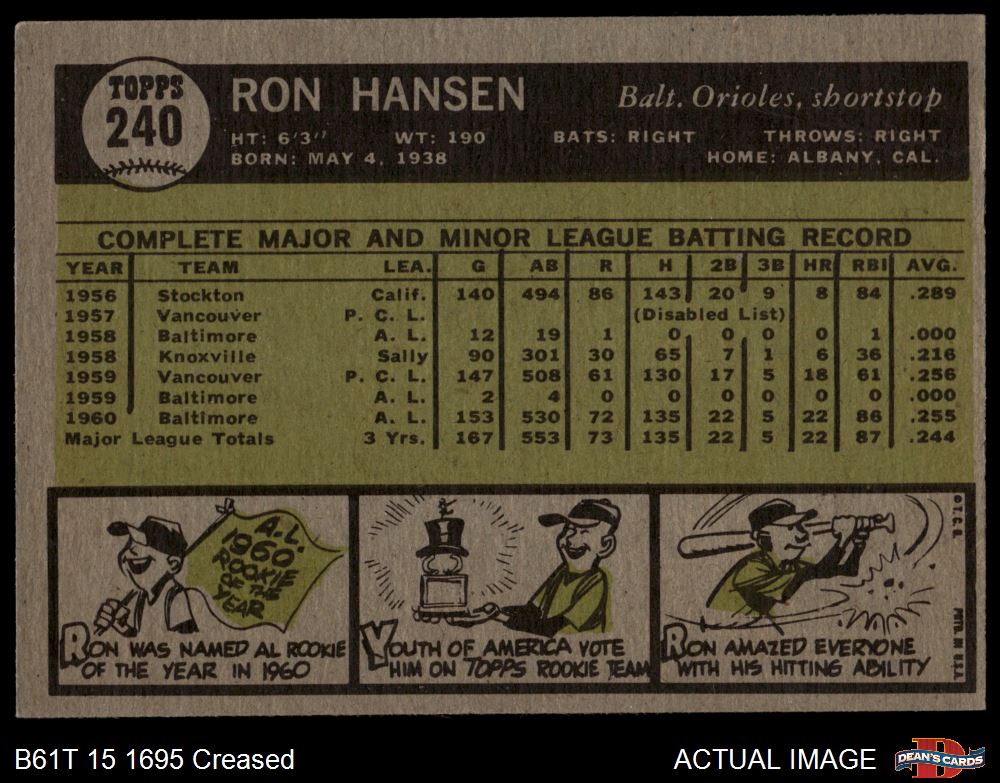 TOPPS
240
RON HANSEN
Balt. Orioles, shortstop
HT: 6'3" WT: 190 BATS: RIGHT THROWS: RIGHT
BORN: MAY 4, 1938 HOME: ALBANY, CAL.
COMPLETE MAJOR AND MINOR LEAGUE BATTING RECORD
YEAR TEAM LEA. G AB R H 2B 3B HR RBI AVG.
1956 Stockton Calif. 140 494 86 143 20 9 8 84 .289
1957 Vancouver P. C. L. (Disabled List)
1958 Baltimore A. L. 12 19 1 0 0 0 0 1 .000
1958 Knoxville Sally 90 301 30 65 7 1 6 36 .216
1959 Vancouver P. C. L. 147 508 61 130 17 5 18 61 .256
1959 Baltimore A. L. 2 4 0 0 0 0 0 0 .000
1960 Baltimore A. L. 153 530 72 135 22 5 22 86 .255
Major League Totals 3 Yrs. 167 553 73 135 22 5 22 87 .244
A.L.
1960
ROOKIE
OF THE
YEAR
RON WAS NAMED AL ROOKIE
OF THE YEAR IN 1960
YOUTH OF AMERICA VOTE
HIM ON TOPPS ROOKIE TEAM
RON AMAZED EVERYONE
WITH HIS HITTING ABILITY
© T.C.G.
PRTD. IN U.S.A.
B61T 15 1695 Creased
ACTUAL IMAGE
D
DEAN'S CARDS